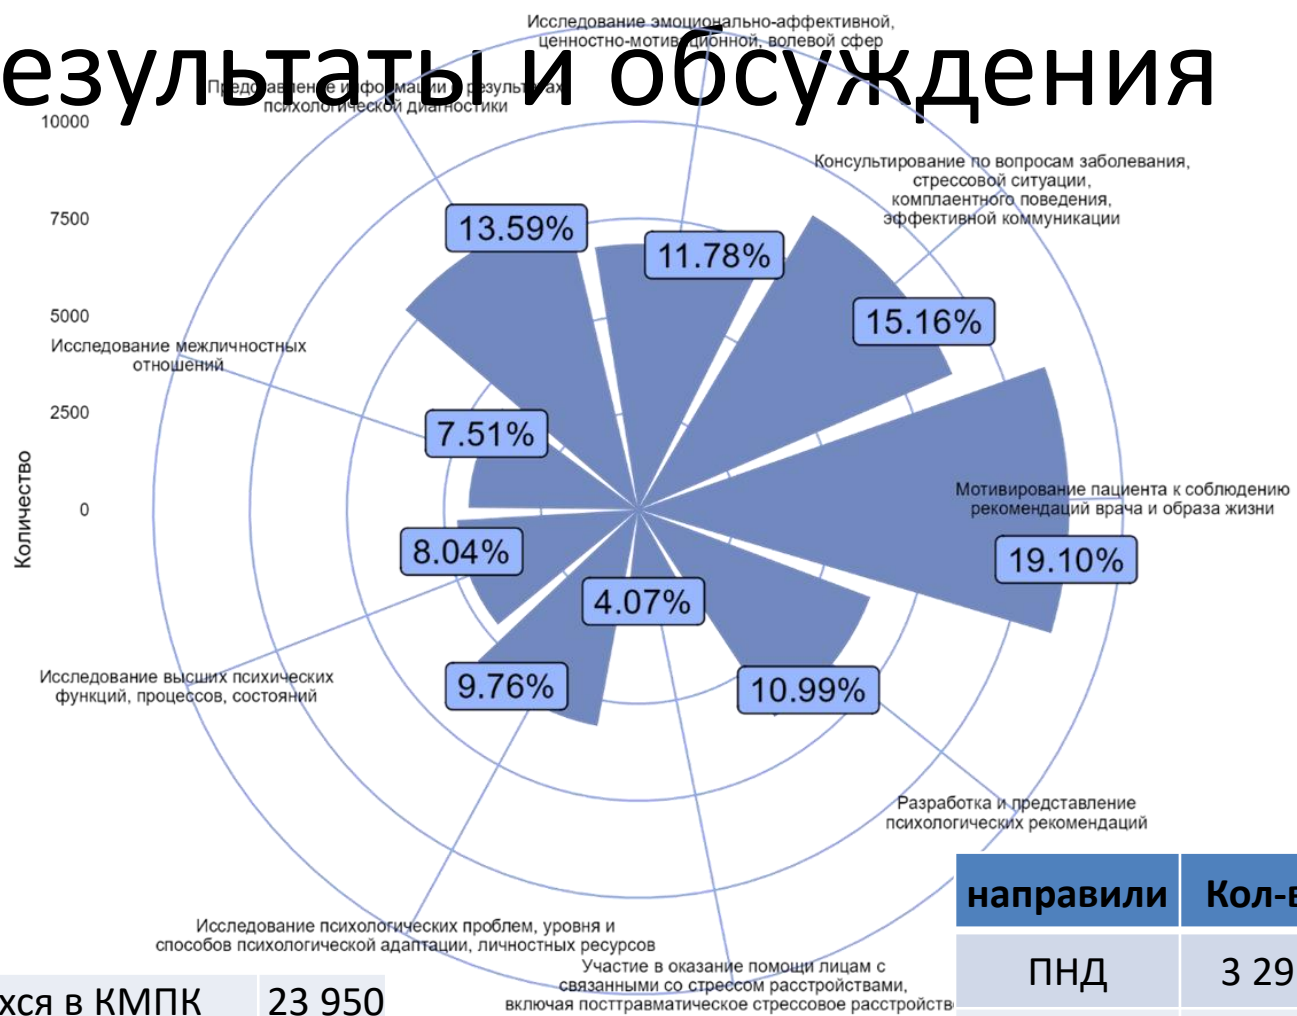 езультаты и обсуждения
Исследование эмоционально-аффективной,
ценностно-мотивационной, волевой сфер
Представление информации о результатах
психологической диагностики
Консультирование по вопросам заболевания,
стрессовой ситуации,
комплаентного поведения,
эффективной коммуникации
10000
7500
5000
2500
0
Количество
13.59%
11.78%
15.16%
Исследование межличностных
отношений
7.51%
Мотивирование пациента к соблюдению
рекомендаций врача и образа жизни
19.10%
8.04%
4.07%
9.76%
10.99%
Исследование высших психических
функций, процессов, состояний
Разработка и представление
психологических рекомендаций
Исследование психологических проблем, уровня и
способов психологической адаптации, личностных ресурсов
Участие в оказание помощи лицам с
связанными со стрессом расстройствами,
включая посттравматическое стрессовое расстройств
направили Кол-в
ПНД 3 29
хся в КМПК 23 950